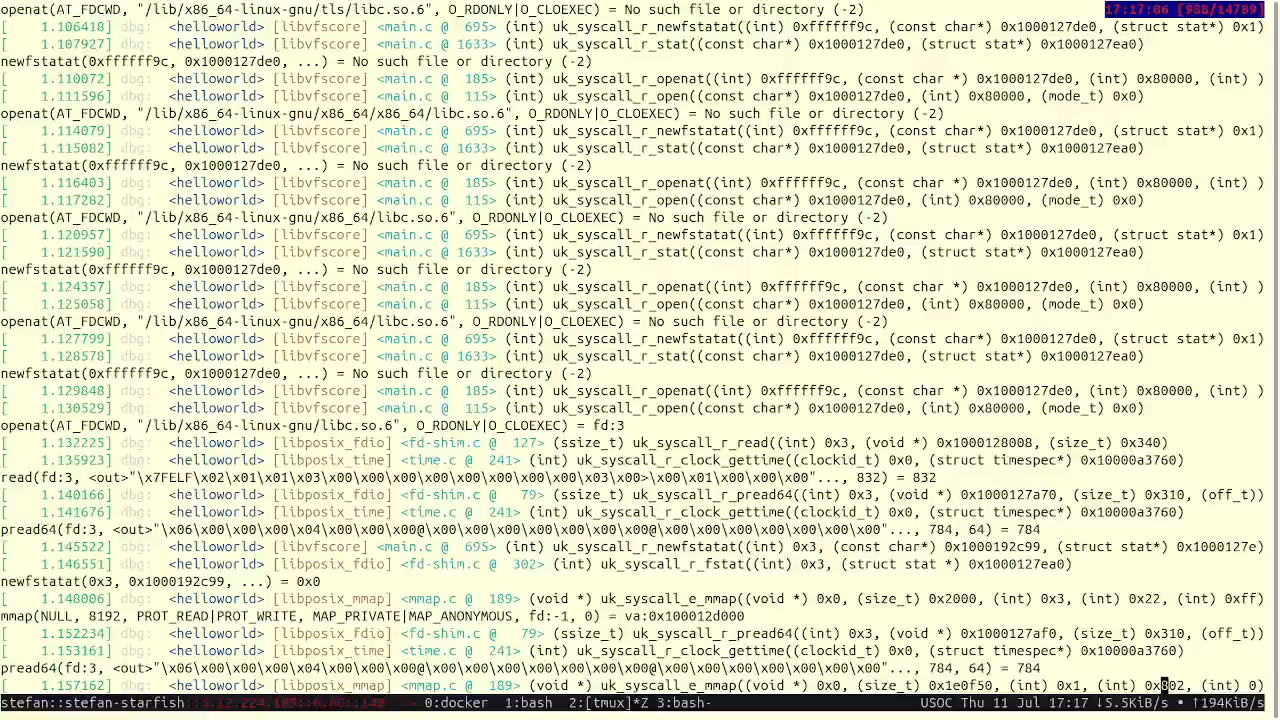 openat(AT_FDCWD, "/lib/x86_64-linux-gnu/tls/libc.so.6", O_RDONLY|O_CLOEXEC) = No such file or directory (-2) 17:17:06 [988/14789]
[    1.106418] dbg:  <helloworld> [libvfscore] <main.c @  695> (int) uk_syscall_r_newfstatat((int) 0xffffff9c, (const char*) 0x1000127de0, (struct stat*) 0x1)
[    1.107927] dbg:  <helloworld> [libvfscore] <main.c @ 1633> (int) uk_syscall_r_stat((const char*) 0x1000127de0, (struct stat*) 0x1000127ea0)
newfstatat(0xffffff9c, 0x1000127de0, ...) = No such file or directory (-2)
[    1.110072] dbg:  <helloworld> [libvfscore] <main.c @  185> (int) uk_syscall_r_openat((int) 0xffffff9c, (const char *) 0x1000127de0, (int) 0x80000, (int) )
[    1.111596] dbg:  <helloworld> [libvfscore] <main.c @  115> (int) uk_syscall_r_open((const char*) 0x1000127de0, (int) 0x80000, (mode_t) 0x0)
openat(AT_FDCWD, "/lib/x86_64-linux-gnu/x86_64/x86_64/libc.so.6", O_RDONLY|O_CLOEXEC) = No such file or directory (-2)
[    1.114079] dbg:  <helloworld> [libvfscore] <main.c @  695> (int) uk_syscall_r_newfstatat((int) 0xffffff9c, (const char*) 0x1000127de0, (struct stat*) 0x1)
[    1.115082] dbg:  <helloworld> [libvfscore] <main.c @ 1633> (int) uk_syscall_r_stat((const char*) 0x1000127de0, (struct stat*) 0x1000127ea0)
newfstatat(0xffffff9c, 0x1000127de0, ...) = No such file or directory (-2)
[    1.116403] dbg:  <helloworld> [libvfscore] <main.c @  185> (int) uk_syscall_r_openat((int) 0xffffff9c, (const char *) 0x1000127de0, (int) 0x80000, (int) )
[    1.117282] dbg:  <helloworld> [libvfscore] <main.c @  115> (int) uk_syscall_r_open((const char*) 0x1000127de0, (int) 0x80000, (mode_t) 0x0)
openat(AT_FDCWD, "/lib/x86_64-linux-gnu/x86_64/libc.so.6", O_RDONLY|O_CLOEXEC) = No such file or directory (-2)
[    1.120957] dbg:  <helloworld> [libvfscore] <main.c @  695> (int) uk_syscall_r_newfstatat((int) 0xffffff9c, (const char*) 0x1000127de0, (struct stat*) 0x1)
[    1.121590] dbg:  <helloworld> [libvfscore] <main.c @ 1633> (int) uk_syscall_r_stat((const char*) 0x1000127de0, (struct stat*) 0x1000127ea0)
newfstatat(0xffffff9c, 0x1000127de0, ...) = No such file or directory (-2)
[    1.124357] dbg:  <helloworld> [libvfscore] <main.c @  185> (int) uk_syscall_r_openat((int) 0xffffff9c, (const char *) 0x1000127de0, (int) 0x80000, (int) )
[    1.125058] dbg:  <helloworld> [libvfscore] <main.c @  115> (int) uk_syscall_r_open((const char*) 0x1000127de0, (int) 0x80000, (mode_t) 0x0)
openat(AT_FDCWD, "/lib/x86_64-linux-gnu/x86_64/libc.so.6", O_RDONLY|O_CLOEXEC) = No such file or directory (-2)
[    1.127799] dbg:  <helloworld> [libvfscore] <main.c @  695> (int) uk_syscall_r_newfstatat((int) 0xffffff9c, (const char*) 0x1000127de0, (struct stat*) 0x1)
[    1.128578] dbg:  <helloworld> [libvfscore] <main.c @ 1633> (int) uk_syscall_r_stat((const char*) 0x1000127de0, (struct stat*) 0x1000127ea0)
newfstatat(0xffffff9c, 0x1000127de0, ...) = No such file or directory (-2)
[    1.129848] dbg:  <helloworld> [libvfscore] <main.c @  185> (int) uk_syscall_r_openat((int) 0xffffff9c, (const char *) 0x1000127de0, (int) 0x80000, (int) )
[    1.130529] dbg:  <helloworld> [libvfscore] <main.c @  115> (int) uk_syscall_r_open((const char*) 0x1000127de0, (int) 0x80000, (mode_t) 0x0)
openat(AT_FDCWD, "/lib/x86_64-linux-gnu/libc.so.6", O_RDONLY|O_CLOEXEC) = fd:3
[    1.132225] dbg:  <helloworld> [libposix_fdio] <fd-shim.c @  127> (ssize_t) uk_syscall_r_read((int) 0x3, (void *) 0x1000128008, (size_t) 0x340)
[    1.135923] dbg:  <helloworld> [libposix_time] <time.c @  241> (int) uk_syscall_r_clock_gettime((clockid_t) 0x0, (struct timespec*) 0x10000a3760)
read(fd:3, <out>"\x7FELF\x02\x01\x01\x03\x00\x00\x00\x00\x00\x00\x00\x00\x03\x00>\x00\x01\x00\x00\x00"..., 832) = 832
[    1.140166] dbg:  <helloworld> [libposix_fdio] <fd-shim.c @   79> (ssize_t) uk_syscall_r_pread64((int) 0x3, (void *) 0x1000127a70, (size_t) 0x310, (off_t))
[    1.141676] dbg:  <helloworld> [libposix_time] <time.c @  241> (int) uk_syscall_r_clock_gettime((clockid_t) 0x0, (struct timespec*) 0x10000a3760)
pread64(fd:3, <out>"\x06\x00\x00\x00\x04\x00\x00\x00@\x00\x00\x00\x00\x00\x00\x00@\x00\x00\x00\x00\x00\x00\x00"..., 784, 64) = 784
[    1.145522] dbg:  <helloworld> [libvfscore] <main.c @  695> (int) uk_syscall_r_newfstatat((int) 0x3, (const char*) 0x1000192c99, (struct stat*) 0x1000127e)
[    1.146551] dbg:  <helloworld> [libposix_fdio] <fd-shim.c @  302> (int) uk_syscall_r_fstat((int) 0x3, (struct stat *) 0x1000127ea0)
newfstatat(0x3, 0x1000192c99, ...) = 0x0
[    1.148006] dbg:  <helloworld> [libposix_mmap] <mmap.c @  189> (void *) uk_syscall_e_mmap((void *) 0x0, (size_t) 0x2000, (int) 0x3, (int) 0x22, (int) 0xff)
mmap(NULL, 8192, PROT_READ|PROT_WRITE, MAP_PRIVATE|MAP_ANONYMOUS, fd:-1, 0) = va:0x100012d000
[    1.152234] dbg:  <helloworld> [libposix_fdio] <fd-shim.c @   79> (ssize_t) uk_syscall_r_pread64((int) 0x3, (void *) 0x1000127af0, (size_t) 0x310, (off_t))
[    1.153161] dbg:  <helloworld> [libposix_time] <time.c @  241> (int) uk_syscall_r_clock_gettime((clockid_t) 0x0, (struct timespec*) 0x10000a3760)
pread64(fd:3, <out>"\x06\x00\x00\x00\x04\x00\x00\x00@\x00\x00\x00\x00\x00\x00\x00@\x00\x00\x00\x00\x00\x00\x00"..., 784, 64) = 784
[    1.157162] dbg:  <helloworld> [libposix_mmap] <mmap.c @  189> (void *) uk_syscall_e_mmap((void *) 0x0, (size_t) 0x1e0f50, (int) 0x1, (int) 0x802, (int) 0)
stefan::stefan-starfish 0:docker 1:bash 2:[tmux]*Z 3:bash- USOC Thu 11 Jul 17:17 ↓5.5KiB/s • ↑194KiB/s